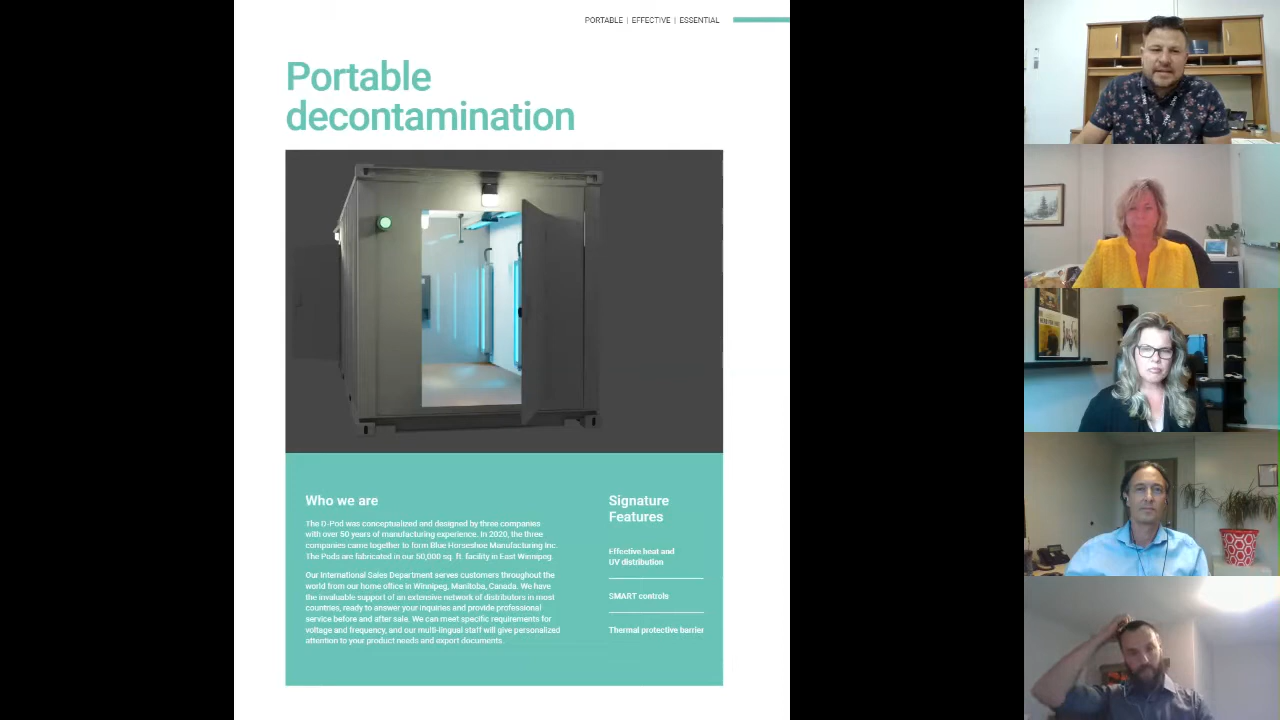 PORTABLE | EFFECTIVE | ESSENTIAL
Portable
decontamination
Who we are
The D-Pod was conceptualized and designed by three companies
with over 50 years of manufacturing experience. In 2020, the three
companies came together to form Blue Horseshoe Manufacturing Inc.
The Pods are fabricated in our 50,000 sq. ft. facility in East Winnipeg.
Our International Sales Department serves customers throughout the
world from our home office in Winnipeg, Manitoba, Canada. We have
the invaluable support of an extensive network of distributors in most
countries, ready to answer your inquiries and provide professional
service before and after sale. We can meet specific requirements for
voltage and frequency, and our multi-lingual staff will give personalized
attention to your product needs and export documents.
Signature
Features
Effective heat and
UV distribution
SMART controls
Thermal protective barrier